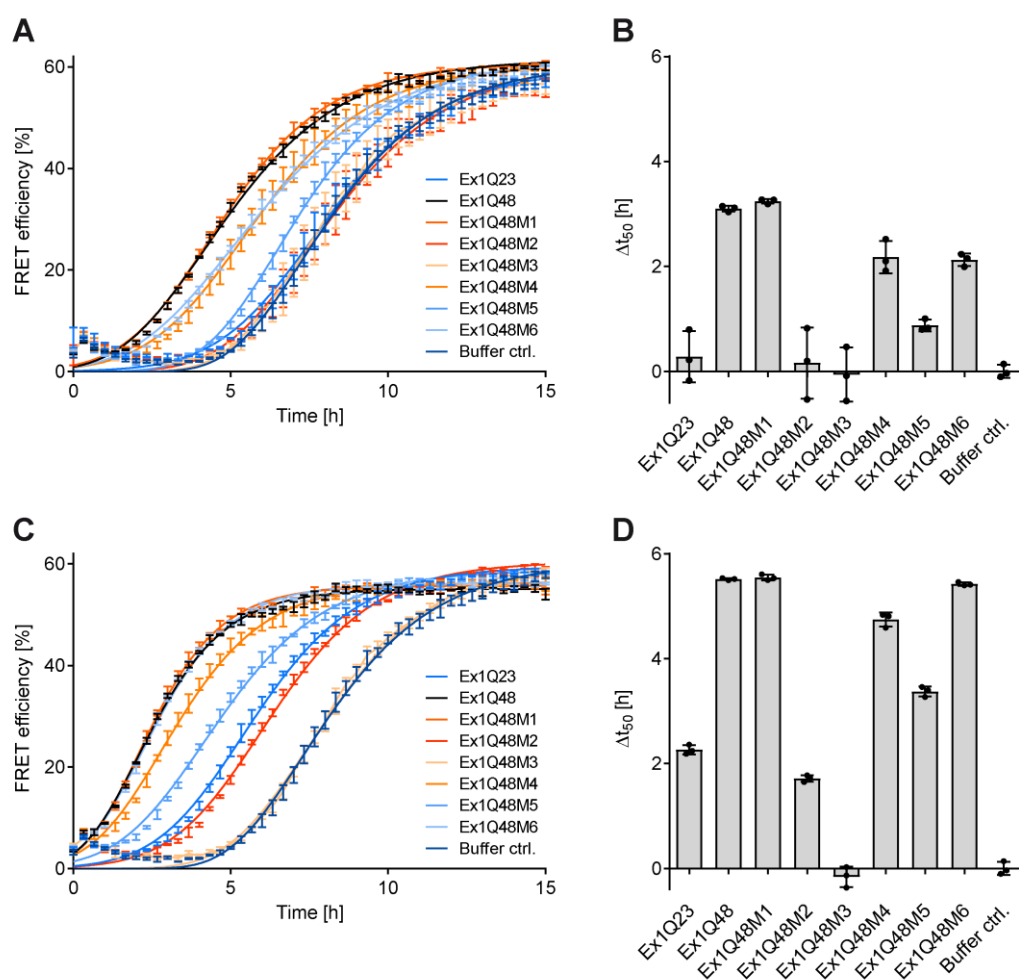 A
FRET efficiency [%]
60
40
20
0
0
5
10
15
Time [h]
Ex1Q23
Ex1Q48
Ex1Q48M1
Ex1Q48M2
Ex1Q48M3
Ex1Q48M4
Ex1Q48M5
Ex1Q48M6
Buffer ctrl.
B
Δt50 [h]
6
4
2
0
Ex1Q23
Ex1Q48
Ex1Q48M1
Ex1Q48M2
Ex1Q48M3
Ex1Q48M4
Ex1Q48M5
Ex1Q48M6
Buffer ctrl.
C
FRET efficiency [%]
60
40
20
0
0
5
10
15
Time [h]
Ex1Q23
Ex1Q48
Ex1Q48M1
Ex1Q48M2
Ex1Q48M3
Ex1Q48M4
Ex1Q48M5
Ex1Q48M6
Buffer ctrl.
D
Δt50 [h]
6
4
2
0
Ex1Q23
Ex1Q48
Ex1Q48M1
Ex1Q48M2
Ex1Q48M3
Ex1Q48M4
Ex1Q48M5
Ex1Q48M6
Buffer ctrl.